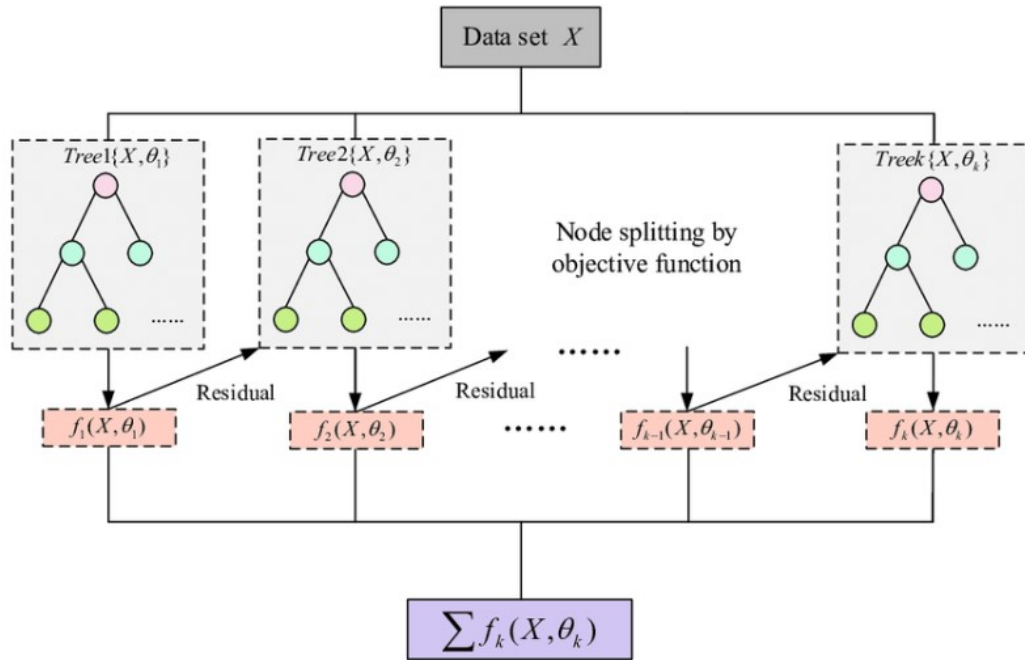 Data set X
Tree1{X,θ₁}
Tree2{X,θ₂}
Treek{X,θₖ}
Node splitting by
objective function
......
......
......
......
Residual
Residual
Residual
f₁(X,θ₁)
f₂(X,θ₂)
......
fₖ₋₁(X,θₖ₋₁)
fₖ(X,θₖ)
∑fₖ(X,θₖ)